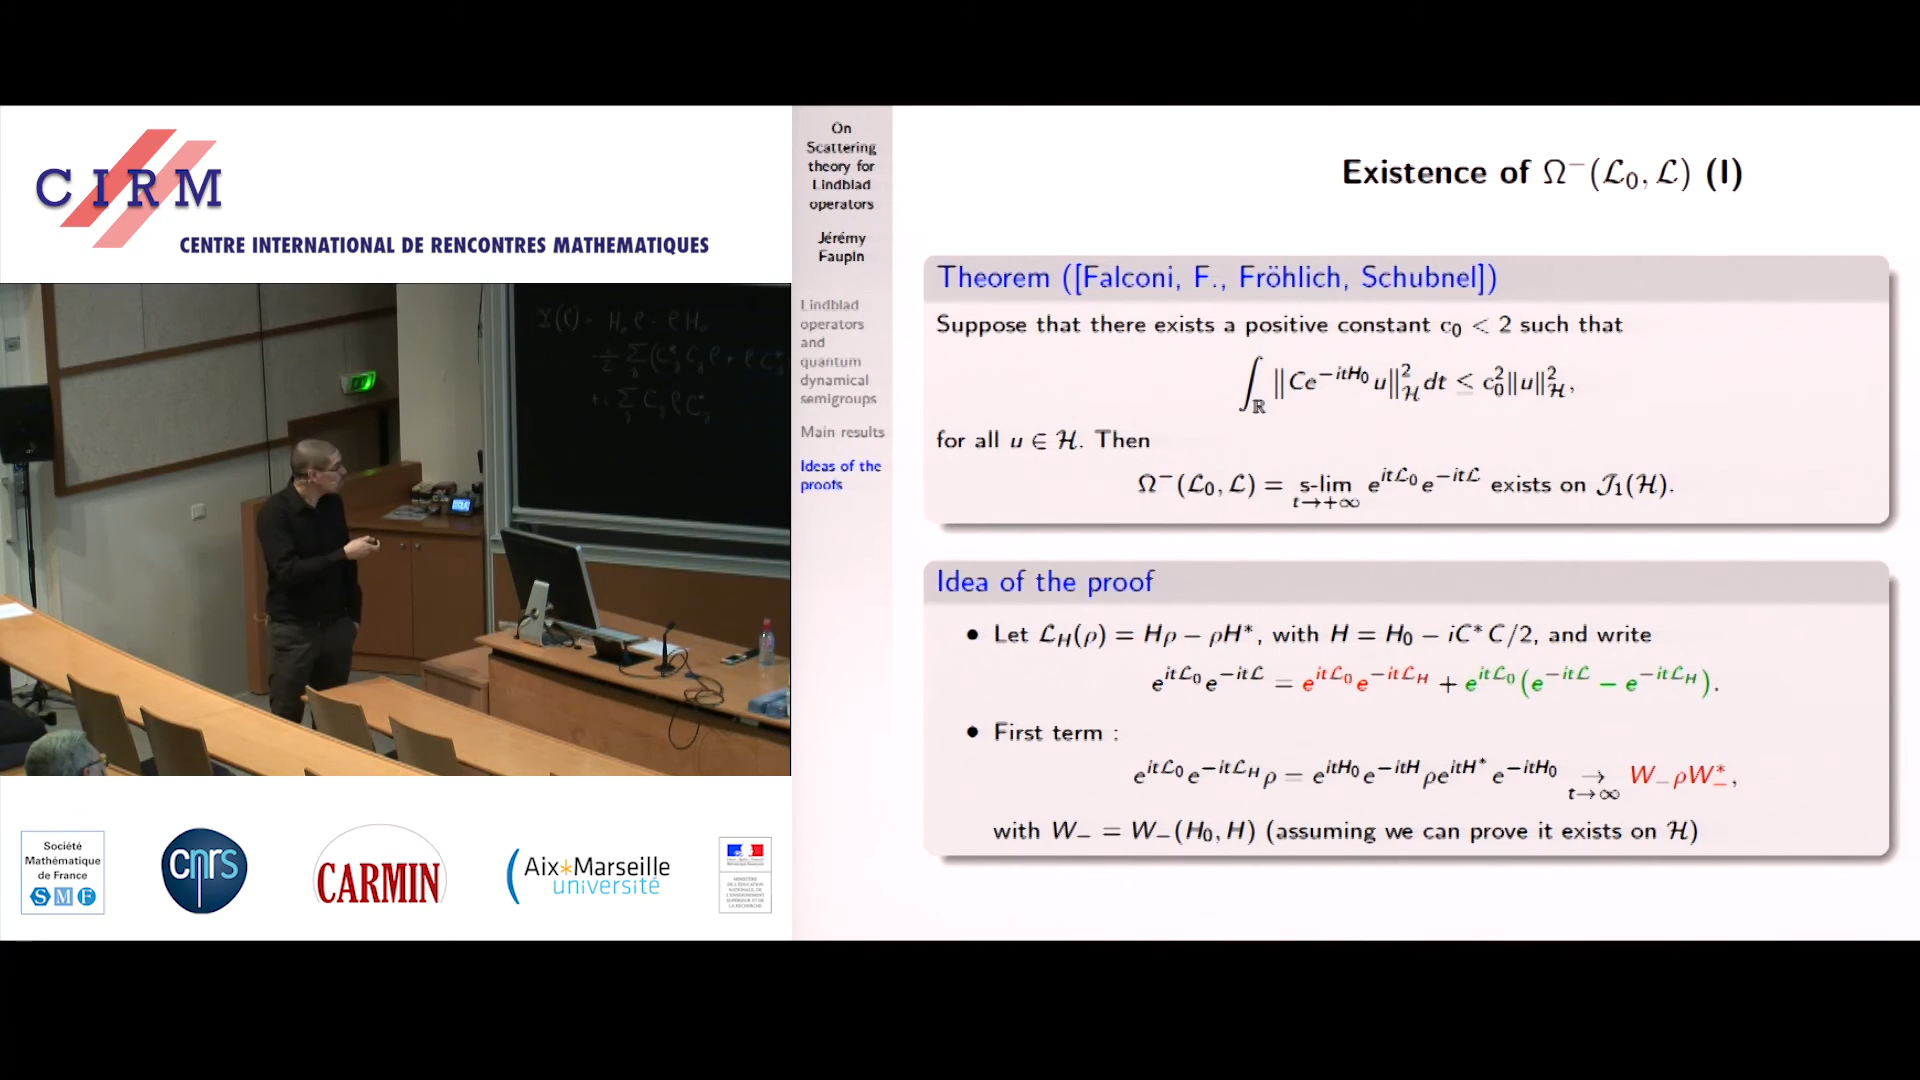 CIRM
CENTRE INTERNATIONAL DE RENCONTRES MATHEMATIQUES
Société
Mathématique
de France
SMF
cnrs
CARMIN
Aix*Marseille
université
On
Scattering
theory for
Lindblad
operators
Jérémy
Faupin
Lindblad
operators
and
quantum
dynamical
semigroups
Main results
Ideas of the
proofs
Existence of Ω⁻(ℒ₀, ℒ) (I)
Theorem ([Falconi, F., Fröhlich, Schubnel])
Suppose that there exists a positive constant c₀ < 2 such that
∫_ℝ ‖Ce^{-itH₀}u‖²_ℋ dt ≤ c₀²‖u‖²_ℋ,
for all u ∈ ℋ. Then
Ω⁻(ℒ₀, ℒ) = s-lim_{t→+∞} e^{itℒ₀}e^{-itℒ} exists on 𝒥₁(ℋ).
Idea of the proof
• Let ℒ_H(ρ) = Hρ − ρH*, with H = H₀ − iC*C/2, and write
e^{itℒ₀}e^{-itℒ} = e^{itℒ₀}e^{-itℒ_H} + e^{itℒ₀}(e^{-itℒ} − e^{-itℒ_H}).
• First term :
e^{itℒ₀}e^{-itℒ_H}ρ = e^{itH₀}e^{-itH}ρe^{itH*}e^{-itH₀} →_{t→∞} W₋ρW₋*,
with W₋ = W₋(H₀, H) (assuming we can prove it exists on ℋ)